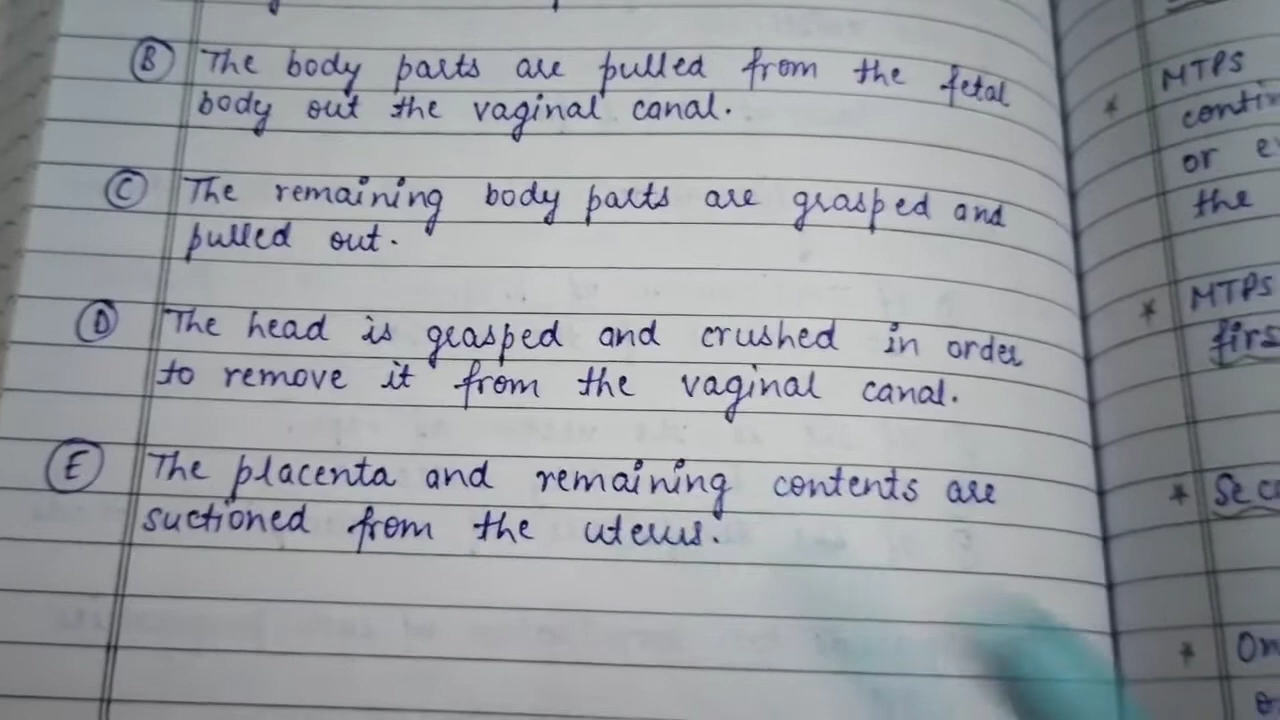 B The body parts are pulled from the fetal
body out the vaginal canal.
C The remaining body parts are grasped and
pulled out.
D The head is grasped and crushed in order
to remove it from the vaginal canal.
E The placenta and remaining contents are
suctioned from the uterus.
* MTPS
or
the
* MTPS
*
*